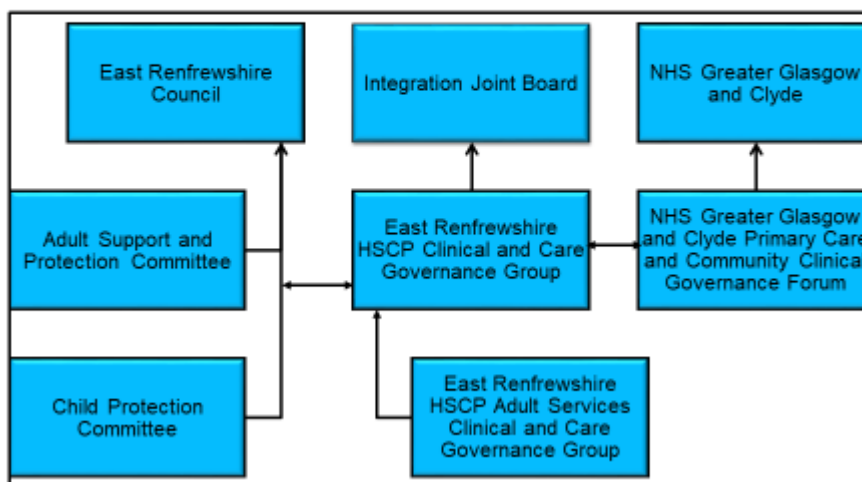 East Renfrewshire
Council
Integration Joint Board
NHS Greater Glasgow
and Clyde
Adult Support and
Protection Committee
East Renfrewshire
HSCP Clinical and Care
Governance Group
NHS Greater Glasgow
and Clyde Primary Care
and Community Clinical
Governance Forum
Child Protection
Committee
East Renfrewshire
HSCP Adult Services
Clinical and Care
Governance Group